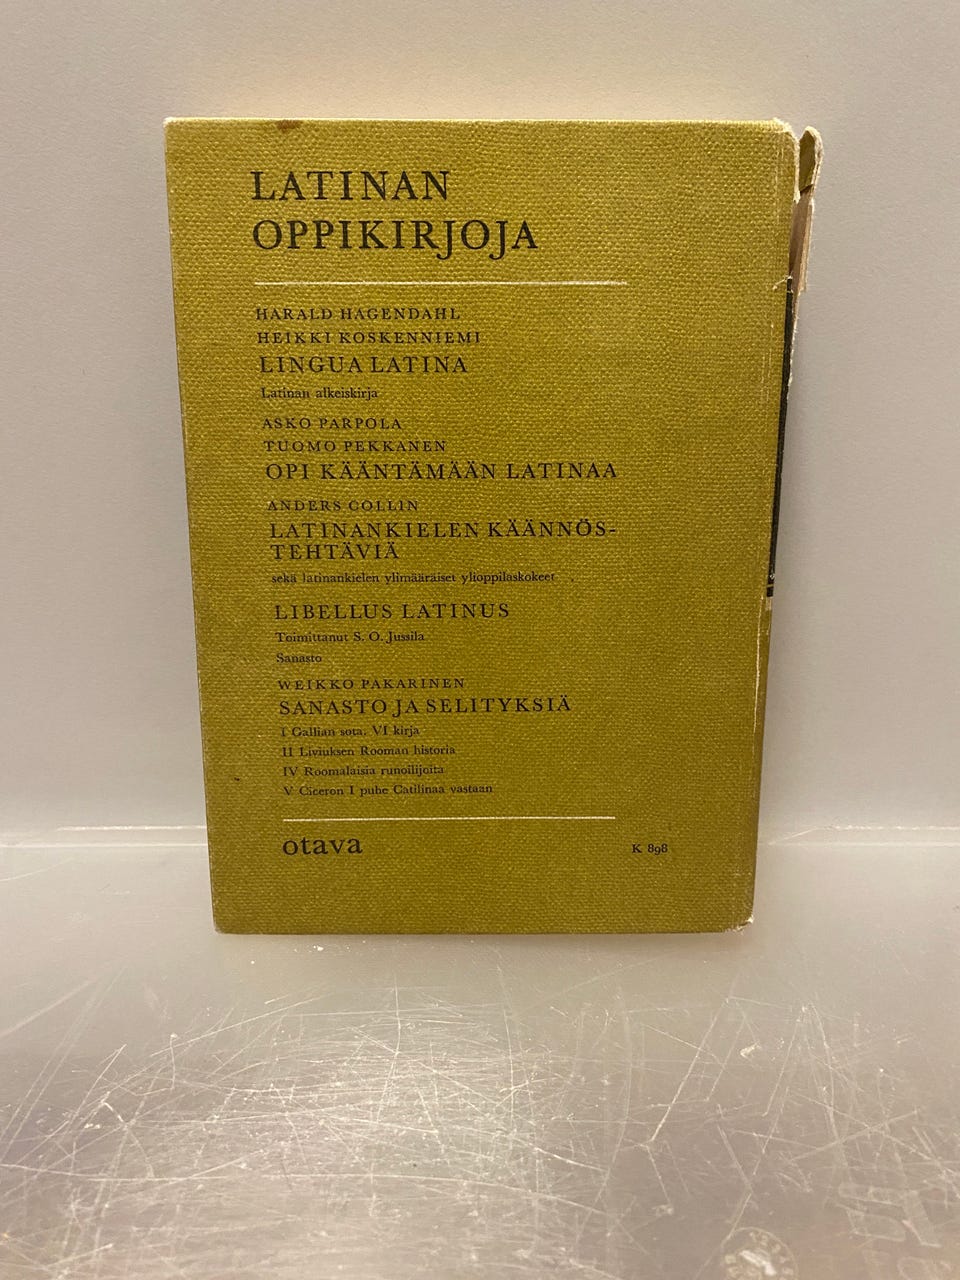 LATINAN
OPPIKIRJOJA
HARALD HAGENDAHL
HEIKKI KOSKENNIEMI
LINGUA LATINA
Latinan alkeiskirja
ASKO PARPOLA
TUOMO PEKKANEN
OPI KÄÄNTÄMÄÄN LATINAA
ANDERS COLLIN
LATINANKIELEN KÄÄNNÖS-
TEHTÄVIÄ
sekä latinankielen ylimääräiset ylioppilaskokeet
LIBELLUS LATINUS
Toimittanut S. O. Jussila
Sanasto
WEIKKO PAKARINEN
SANASTO JA SELITYKSIÄ
I Gallian sota. VI kirja
II Liviuksen Rooman historia
IV Roomalaisia runoilijoita
V Ciceron I puhe Catilinaa vastaan
otava
K 898